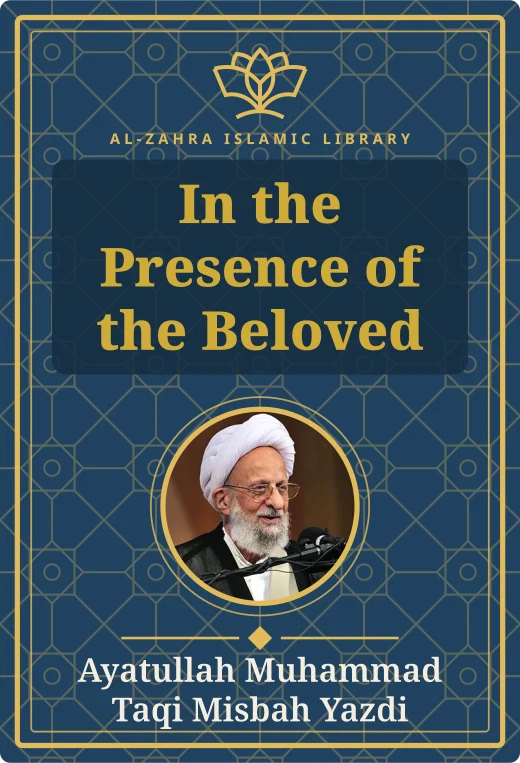 AL-ZAHRA ISLAMIC LIBRARY
In the
Presence of
the Beloved
Ayatullah Muhammad
Taqi Misbah Yazdi